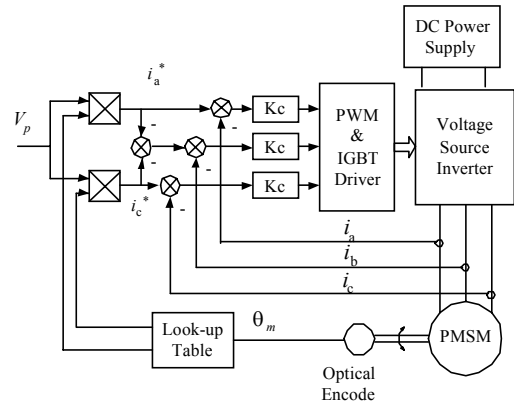 DC Power
Supply
i_a^*
V_p
Kc
Kc
Kc
PWM
&
IGBT
Driver
Voltage
Source
Inverter
i_c^*
i_a
i_b
i_c
Look-up
Table
θ_m
PMSM
Optical
Encode
-
-
-
-
-